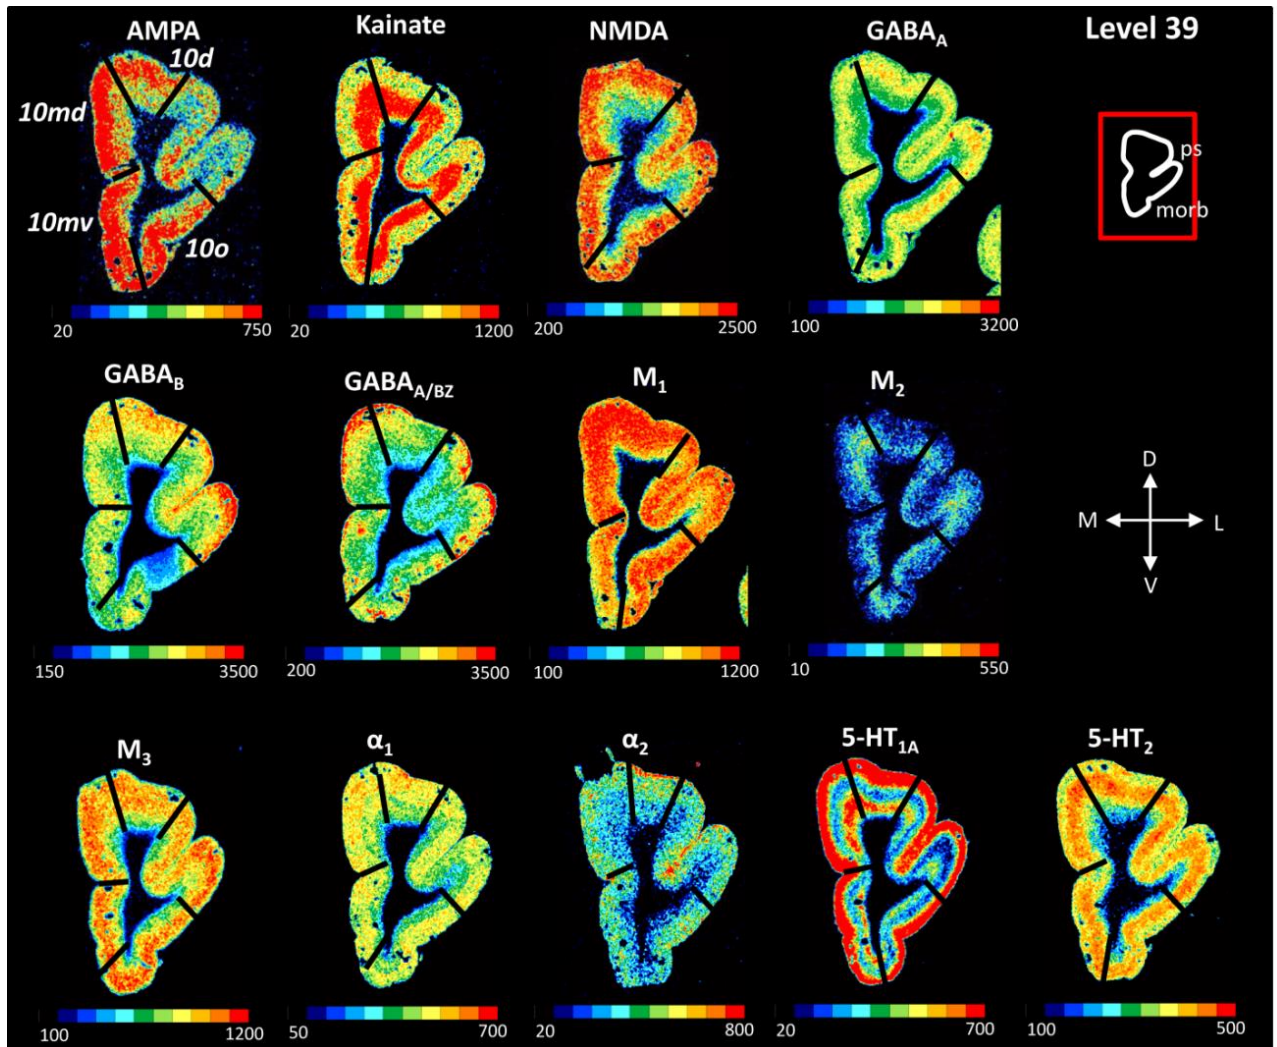 AMPA
Kainate
NMDA
GABAA
Level 39
10d
10md
10mv
10o
ps
morb
20 750
20 1200
200 2500
100 3200
GABAB
GABAA/BZ
M1
M2
D
M L
V
150 3500
200 3500
100 1200
10 550
M3
α1
α2
5-HT1A
5-HT2
100 1200
50 700
20 800
20 700
100 500